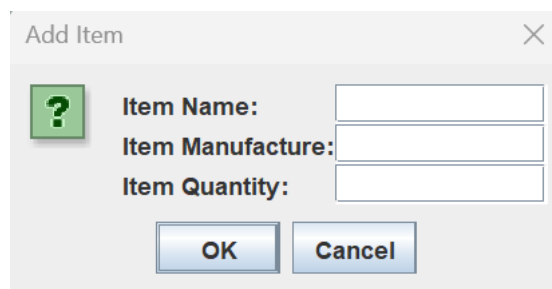 Add Item
?
Item Name:
Item Manufacture:
Item Quantity:
OK Cancel